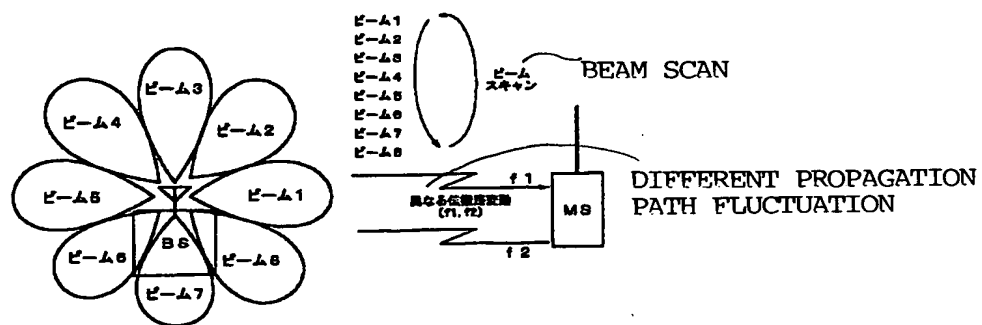 ビーム3
ビーム4
ビーム2
ビーム5
ビーム1
BS
ビーム6
ビーム8
ビーム7
ビーム1
ビーム2
ビーム3
ビーム4
ビーム5
ビーム6
ビーム7
ビーム8
ビーム
スキャン
BEAM SCAN
f1
異なる伝搬路変動
(f1,f2)
MS
f2
DIFFERENT PROPAGATION
PATH FLUCTUATION